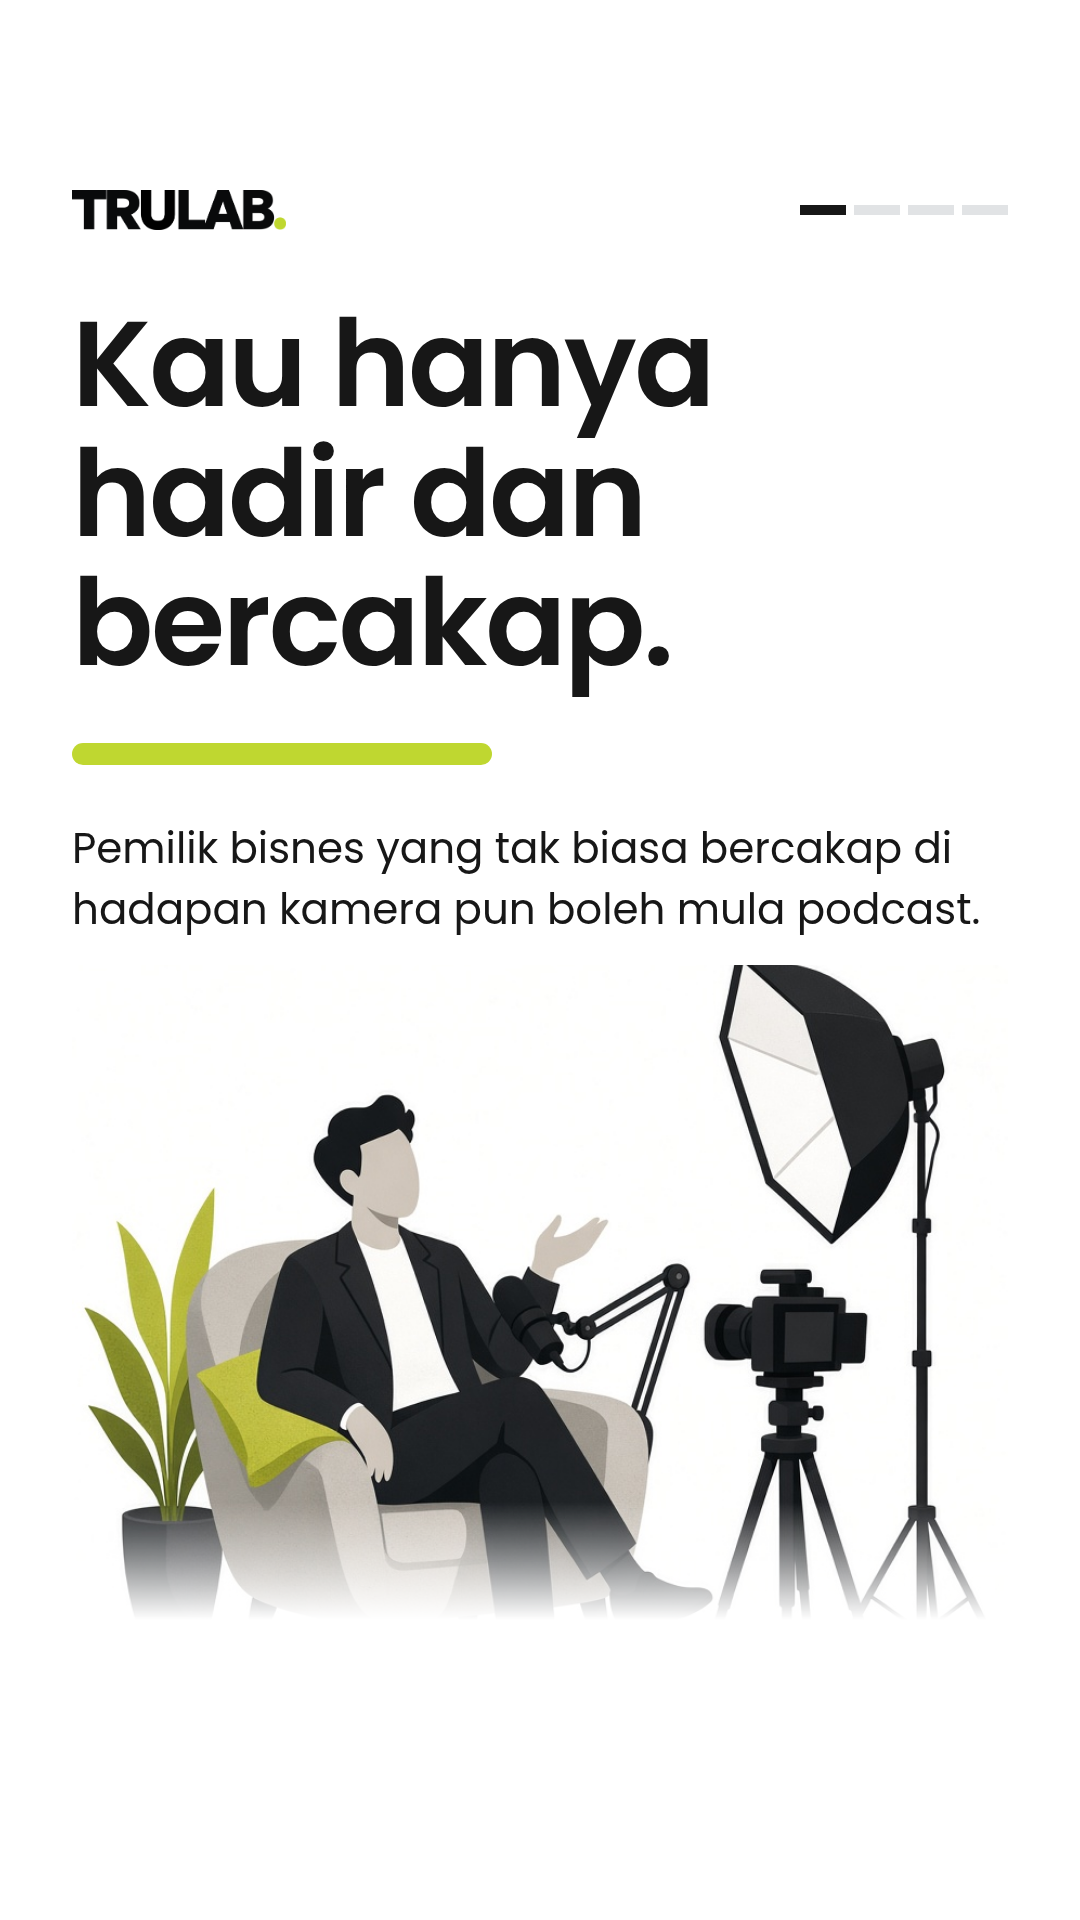 TRULAB.
Kau hanya
hadir dan
bercakap.
Pemilik bisnes yang tak biasa bercakap di
hadapan kamera pun boleh mula podcast.